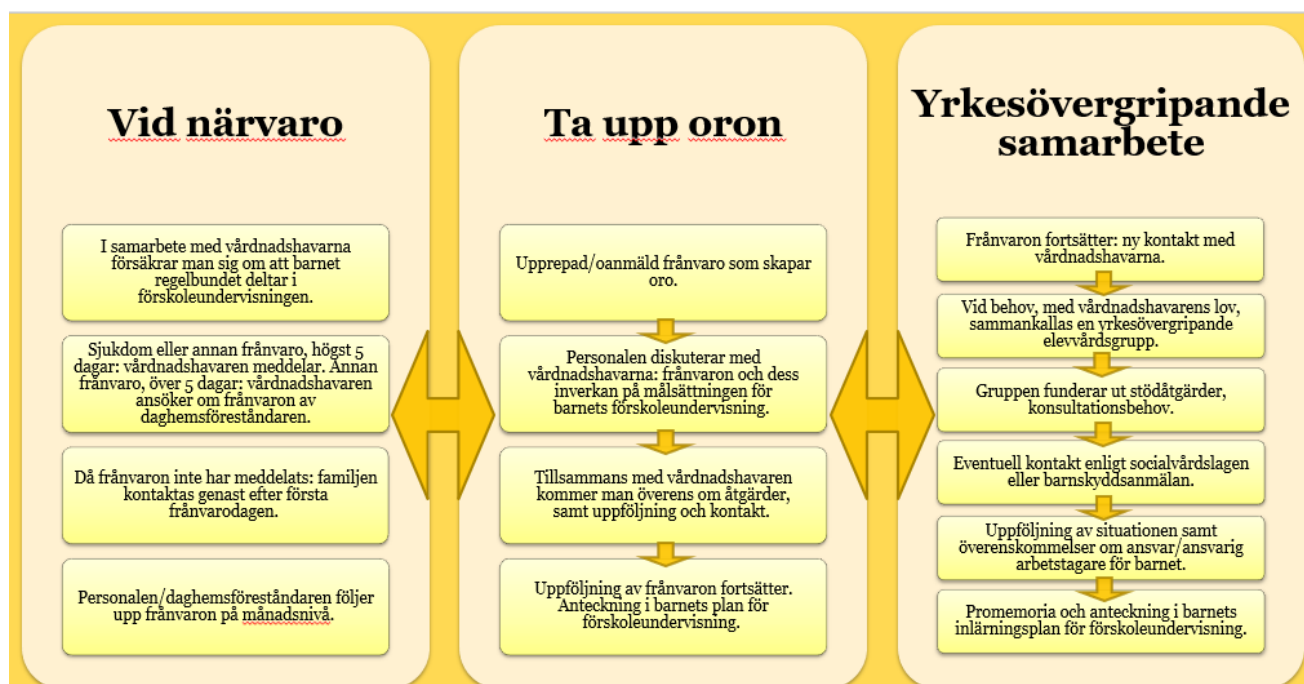 Vid närvaro
I samarbete med vårdnadshavarna
försäkrar man sig om att barnet
regelbundet deltar i
förskoleundervisningen.
Sjukdom eller annan frånvaro, högst 5
dagar: vårdnadshavaren meddelar. Annan
frånvaro, över 5 dagar: vårdnadshavaren
ansöker om frånvaron av
daghemsföreståndaren.
Då frånvaron inte har meddelats: familjen
kontaktas genast efter första
frånvarodagen.
Personalen/daghemsföreståndaren följer
upp frånvaron på månadsnivå.
Ta upp oron
Upprepad/oanmäld frånvaro som skapar
oro.
Personalen diskuterar med
vårdnadshavarna: frånvaron och dess
inverkan på målsättningen för
barnets förskoleundervisning.
Tillsammans med vårdnadshavaren
kommer man överens om åtgärder,
samt uppföljning och kontakt.
Uppföljning av frånvaron fortsätter.
Anteckning i barnets plan för
förskoleundervisning.
Yrkesövergripande
samarbete
Frånvaron fortsätter: ny kontakt med
vårdnadshavarna.
Vid behov, med vårdnadshavarens lov,
sammankallas en yrkesövergripande
elevvårdsgrupp.
Gruppen funderar ut stödåtgärder,
konsultationsbehov.
Eventuell kontakt enligt socialvårdslagen
eller barnskyddsanmälan.
Uppföljning av situationen samt
överenskommelser om ansvar/ansvarig
arbetstagare för barnet.
Promemoria och anteckning i barnets
inlärningsplan för förskoleundervisning.